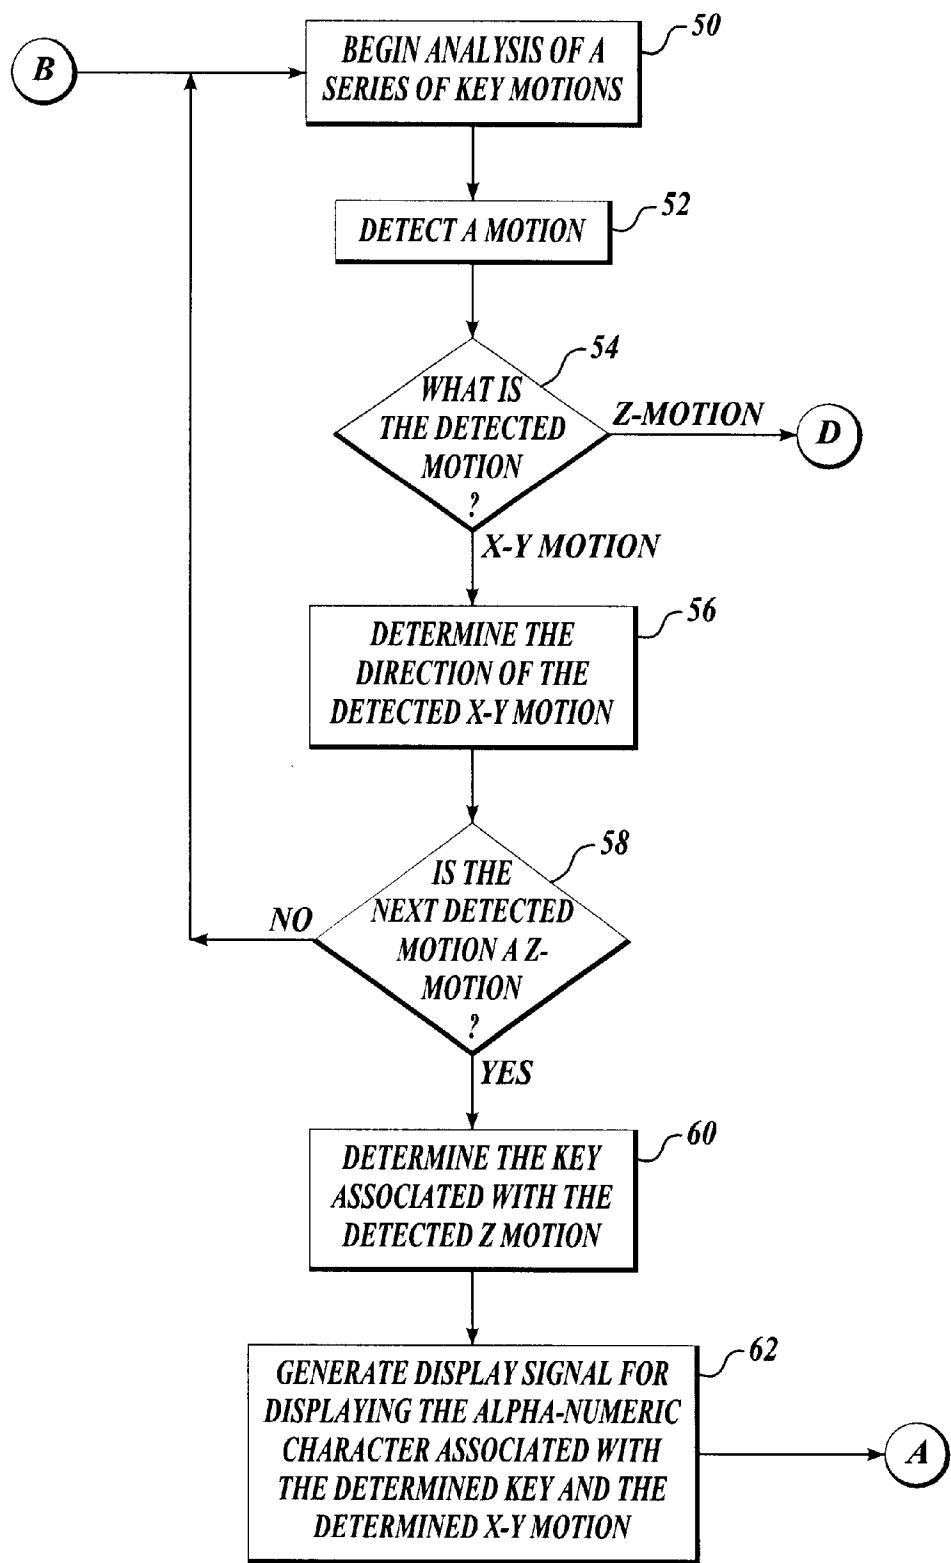 50
B
BEGIN ANALYSIS OF A
SERIES OF KEY MOTIONS
52
DETECT A MOTION
54
WHAT IS
THE DETECTED
MOTION
?
Z-MOTION
D
X-Y MOTION
56
DETERMINE THE
DIRECTION OF THE
DETECTED X-Y MOTION
58
IS THE
NEXT DETECTED
MOTION A Z-
MOTION
?
NO
YES
60
DETERMINE THE KEY
ASSOCIATED WITH THE
DETECTED Z MOTION
62
GENERATE DISPLAY SIGNAL FOR
DISPLAYING THE ALPHA-NUMERIC
CHARACTER ASSOCIATED WITH
THE DETERMINED KEY AND THE
DETERMINED X-Y MOTION
A